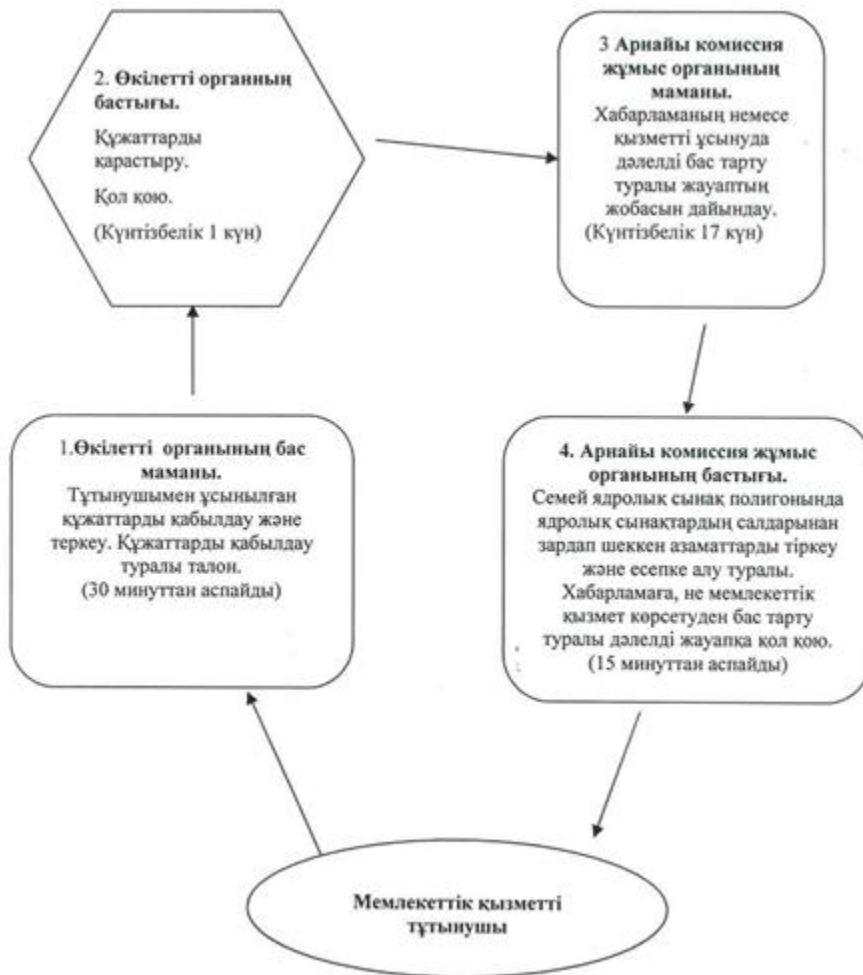 2. Өкілетті органның
бастығы.
Құжаттарды
қарастыру.
Қол қою.
(Күнтізбелік 1 күн)
3 Арнайы комиссия
жұмыс органының
маманы.
Хабарламаның немесе
қызметті ұсынуда
дәлелді бас тарту
туралы жауаптың
жобасын дайындау.
(Күнтізбелік 17 күн)
1.Өкілетті органының бас
маманы.
Тұтынушымен ұсынылған
құжаттарды қабылдау және
теркеу. Құжаттарды қабылдау
туралы талон.
(30 минуттан аспайды)
4. Арнайы комиссия жұмыс
органының бастығы.
Семей ядролық сынақ полигонында
ядролық сынақтардың салдарынан
зардап шеккен азаматтарды тіркеу
және есепке алу туралы.
Хабарламаға, не мемлекеттік
қызмет көрсетуден бас тарту
туралы дәлелді жауапқа қол қою.
(15 минуттан аспайды)
Мемлекеттік қызметті
тұтынушы